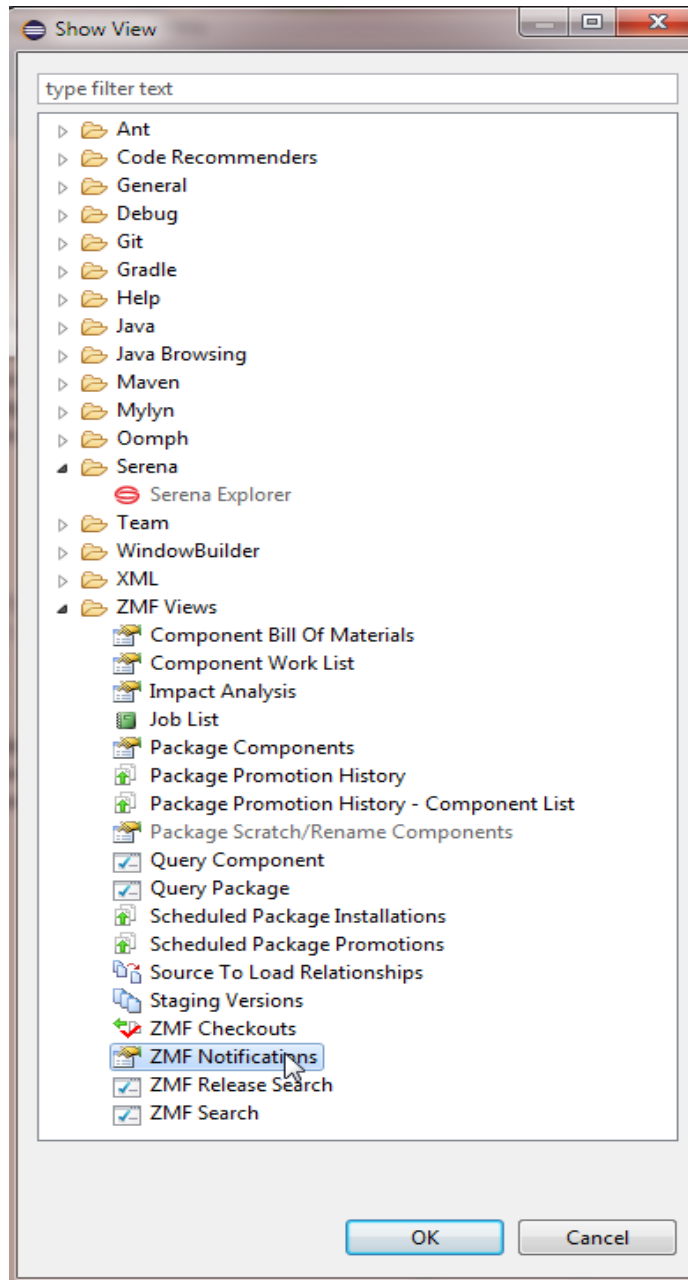 Show View
type filter text
Ant
Code Recommenders
General
Debug
Git
Gradle
Help
Java
Java Browsing
Maven
Mylyn
Oomph
Serena
Serena Explorer
Team
WindowBuilder
XML
ZMF Views
Component Bill Of Materials
Component Work List
Impact Analysis
Job List
Package Components
Package Promotion History
Package Promotion History - Component List
Package Scratch/Rename Components
Query Component
Query Package
Scheduled Package Installations
Scheduled Package Promotions
Source To Load Relationships
Staging Versions
ZMF Checkouts
ZMF Notifications
ZMF Release Search
ZMF Search
OK Cancel